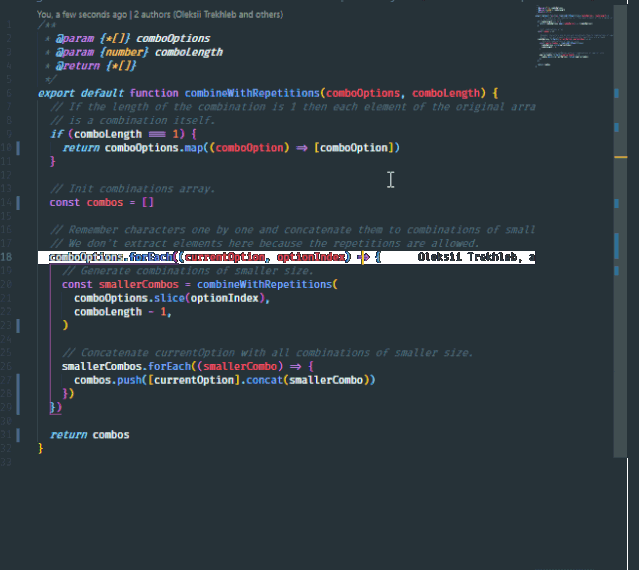 You, a few seconds ago | 2 authors (Oleksii Trekhleb and others)
1 /**
2 * @param {*[]} comboOptions
3 * @param {number} comboLength
4 * @return {*[]}
5 */
6 export default function combineWithRepetitions(comboOptions, comboLength) {
7 // If the length of the combination is 1 then each element of the original arra
8 // is a combination itself.
9 if (comboLength === 1) {
10 return comboOptions.map((comboOption) => [comboOption])
11 }
12
13 // Init combinations array.
14 const combos = []
15
16 // Remember characters one by one and concatenate them to combinations of small
17 // We don't extract elements here because the repetitions are allowed.
18 comboOptions.forEach((currentOption, optionIndex) => { Oleksii Trekhleb, a
19 // Generate combinations of smaller size.
20 const smallerCombos = combineWithRepetitions(
21 comboOptions.slice(optionIndex),
22 comboLength - 1,
23 )
24
25 // Concatenate currentOption with all combinations of smaller size.
26 smallerCombos.forEach((smallerCombo) => {
27 combos.push([currentOption].concat(smallerCombo))
28 })
29 })
30
31 return combos
32 }
33